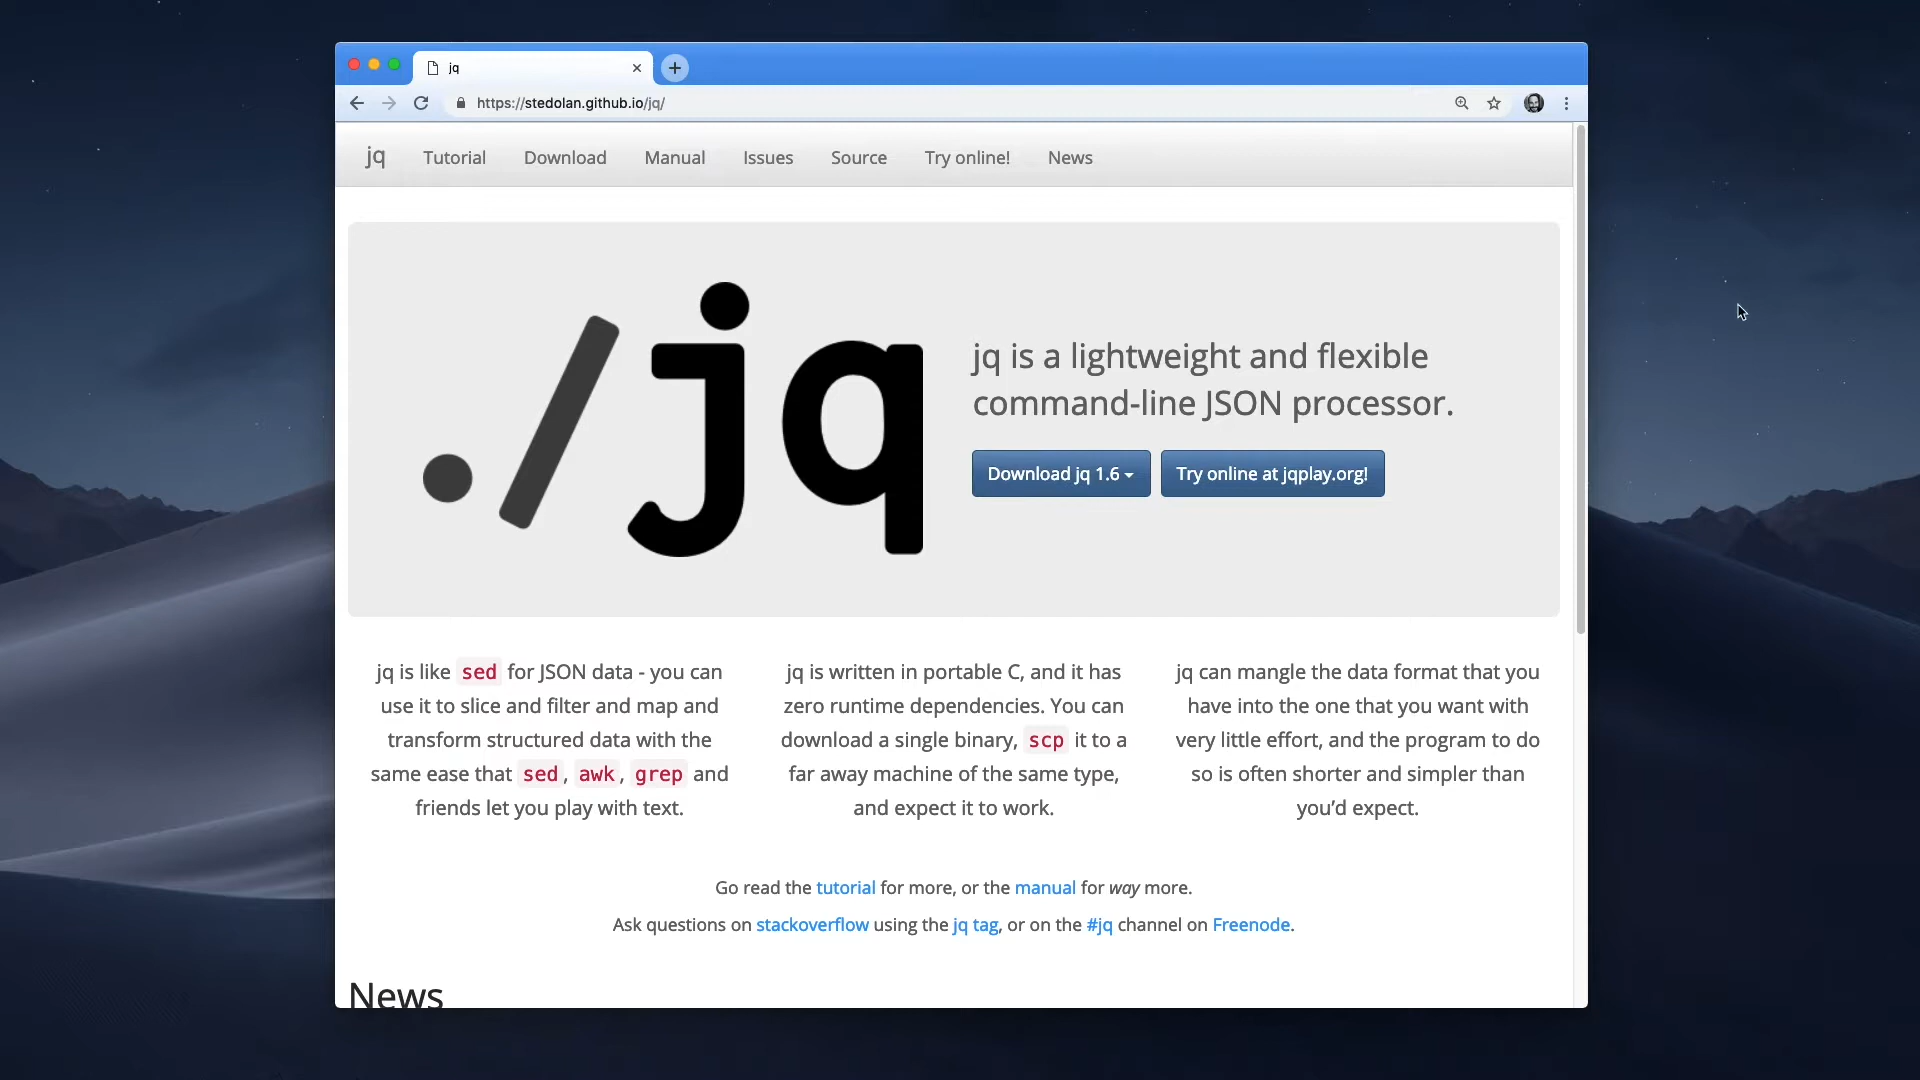 jq
https://stedolan.github.io/jq/
jq Tutorial Download Manual Issues Source Try online! News
./jq
jq is a lightweight and flexible
command-line JSON processor.
Download jq 1.6 Try online at jqplay.org!
jq is like sed for JSON data - you can
use it to slice and filter and map and
transform structured data with the
same ease that sed, awk, grep and
friends let you play with text.
jq is written in portable C, and it has
zero runtime dependencies. You can
download a single binary, scp it to a
far away machine of the same type,
and expect it to work.
jq can mangle the data format that you
have into the one that you want with
very little effort, and the program to do
so is often shorter and simpler than
you’d expect.
Go read the tutorial for more, or the manual for way more.
Ask questions on stackoverflow using the jq tag, or on the #jq channel on Freenode.
News